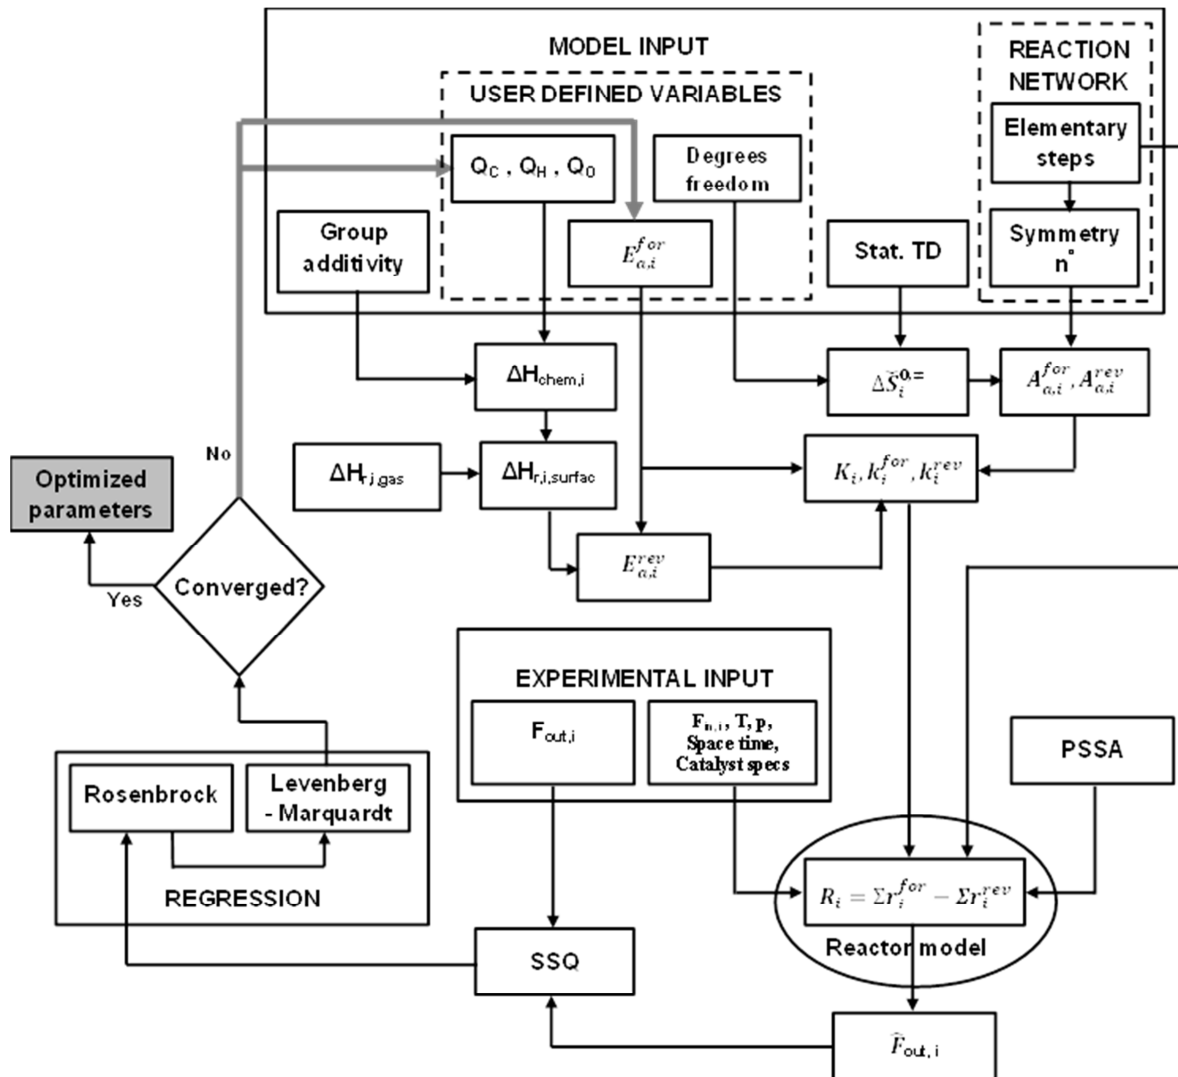 MODEL INPUT
REACTION
NETWORK
USER DEFINED VARIABLES
Elementary
steps
Q_C , Q_H , Q_O
Degrees
freedom
Group
additivity
E_{a,i}^{for}
Stat. TD
Symmetry
n°
ΔH_{chem,i}
ΔS̃_i^{0,=}
A_{a,i}^{for}, A_{a,i}^{rev}
No
Optimized
parameters
ΔH_{r,i,gas}
ΔH_{r,i,surfac}
K_i, k_i^{for}, k_i^{rev}
E_{a,i}^{rev}
Converged?
Yes
EXPERIMENTAL INPUT
F_{out,i}
F_{in,i}, T, p,
Space time,
Catalyst specs
PSSA
Rosenbrock
Levenberg
- Marquardt
REGRESSION
R_i = Σr_i^{for} − Σr_i^{rev}
Reactor model
SSQ
F̂_{out, i}